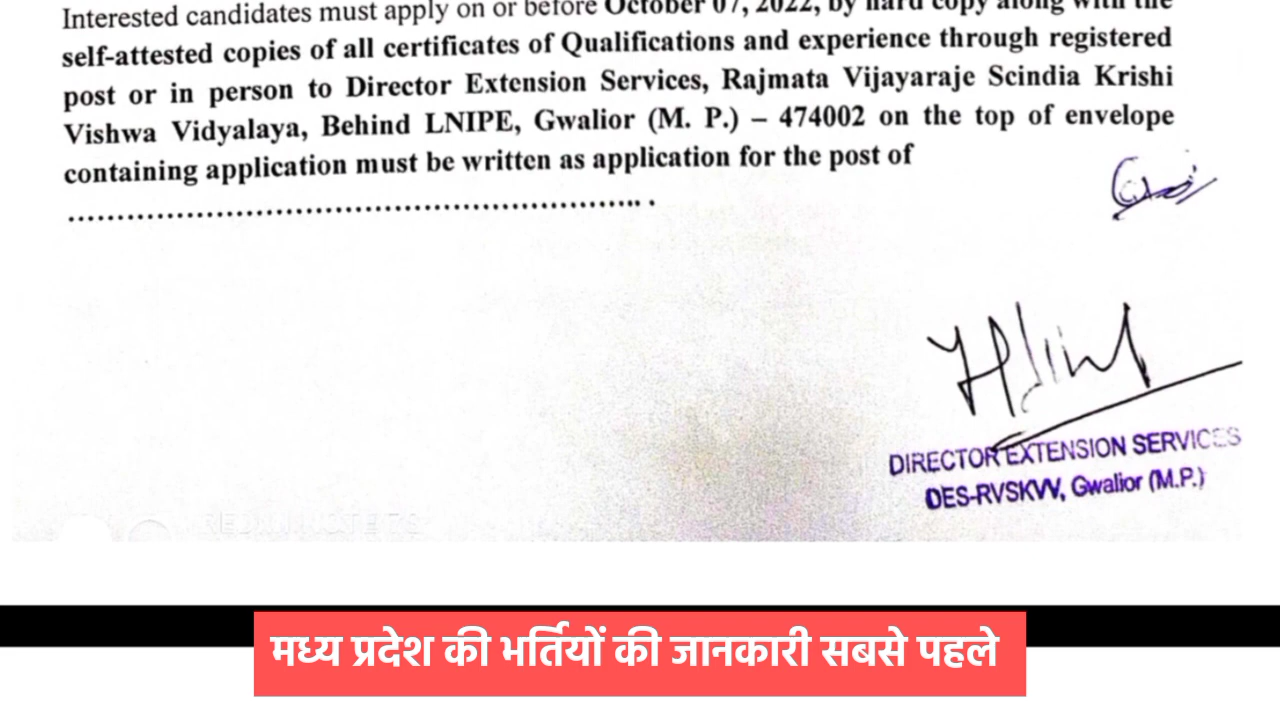 Interested candidates must apply on or before October 07, 2022, by hard copy along with the
self-attested copies of all certificates of Qualifications and experience through registered
post or in person to Director Extension Services, Rajmata Vijayaraje Scindia Krishi
Vishwa Vidyalaya, Behind LNIPE, Gwalior (M. P.) – 474002 on the top of envelope
containing application must be written as application for the post of
................................................................. .
DIRECTOR EXTENSION SERVICES
DES-RVSKVV, Gwalior (M.P.)
मध्य प्रदेश की भर्तियों की जानकारी सबसे पहले